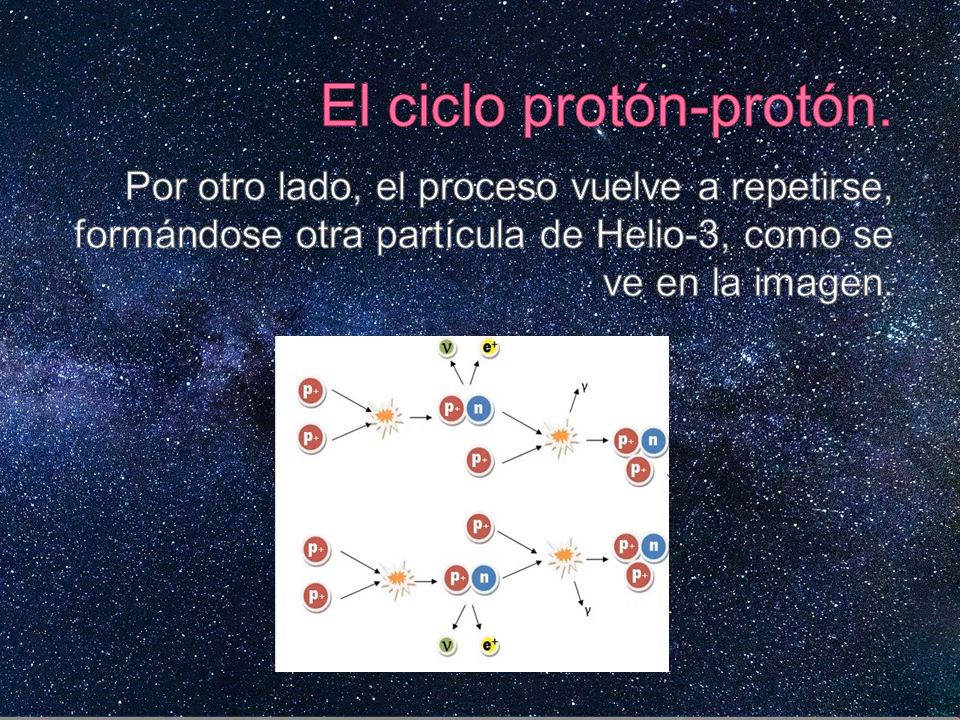 El ciclo protón-protón.
Por otro lado, el proceso vuelve a repetirse,
formándose otra partícula de Helio-3, como se
ve en la imagen.
ν e+
p+ p+ n γ
p+ p+ p+ n p+
p+ p+ n
p+ p+ n p+
p+ γ
ν e+